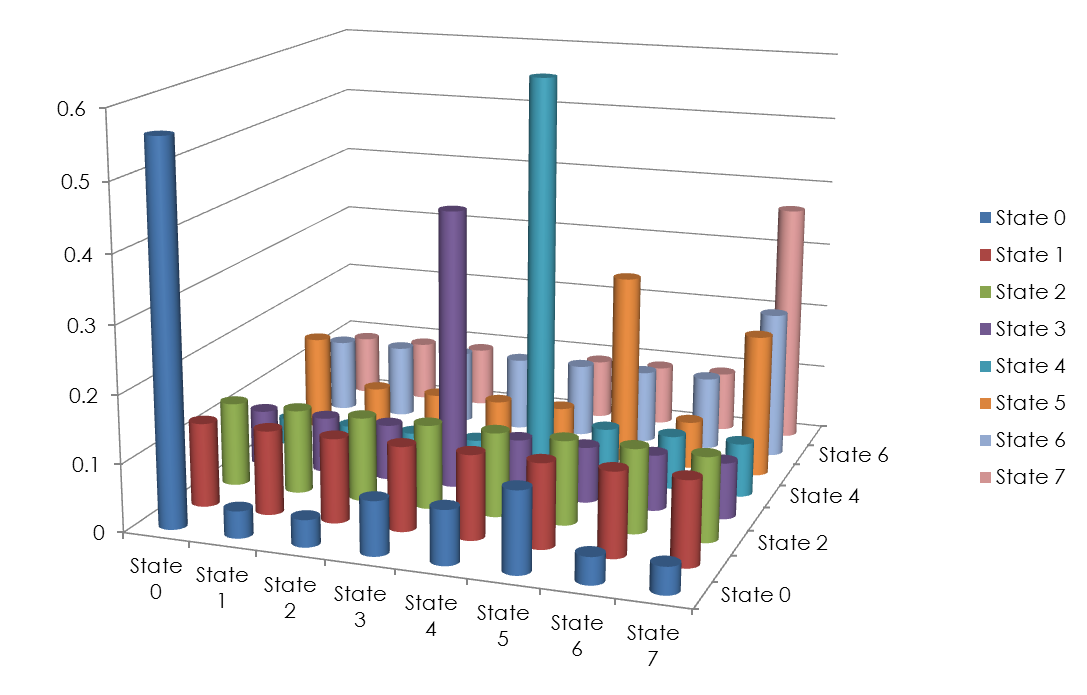 0.6
0.5
0.4
0.3
0.2
0.1
0
State
0
State
1
State
2
State
3
State
4
State
5
State
6
State
7
State 0
State 2
State 4
State 6
State 0
State 1
State 2
State 3
State 4
State 5
State 6
State 7